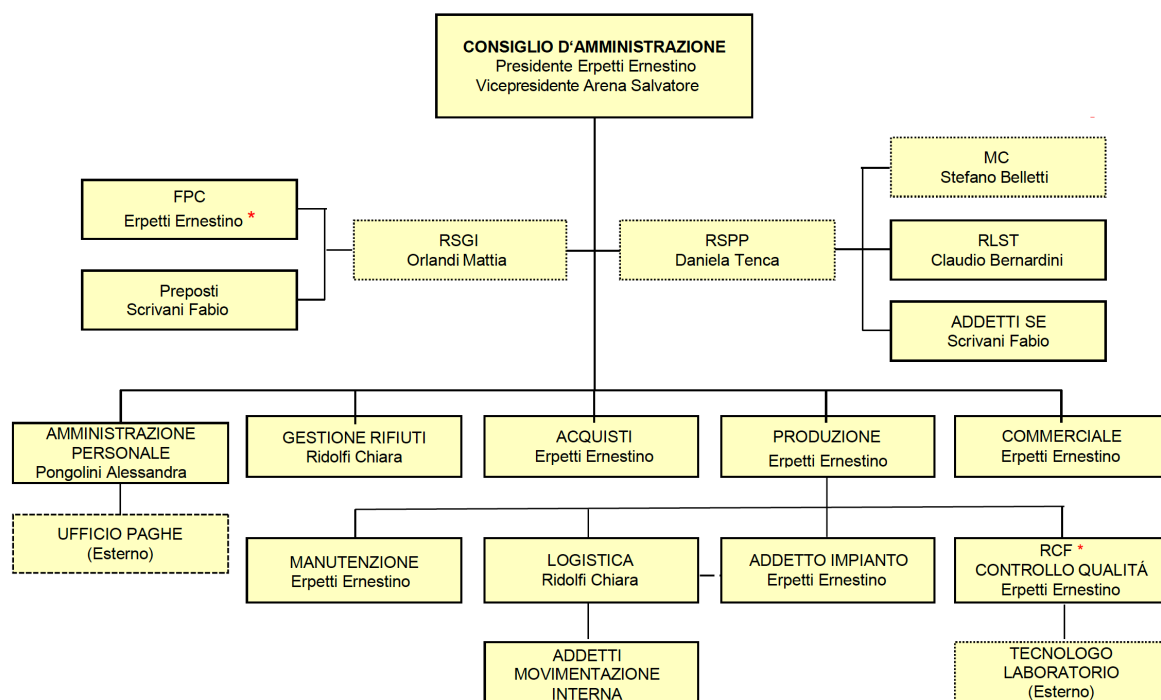 CONSIGLIO D‘AMMINISTRAZIONE
Presidente Erpetti Ernestino
Vicepresidente Arena Salvatore
MC
Stefano Belletti
FPC
Erpetti Ernestino *
RSGI
Orlandi Mattia
RSPP
Daniela Tenca
RLST
Claudio Bernardini
Preposti
Scrivani Fabio
ADDETTI SE
Scrivani Fabio
AMMINISTRAZIONE
PERSONALE
Pongolini Alessandra
GESTIONE RIFIUTI
Ridolfi Chiara
ACQUISTI
Erpetti Ernestino
PRODUZIONE
Erpetti Ernestino
COMMERCIALE
Erpetti Ernestino
UFFICIO PAGHE
(Esterno)
MANUTENZIONE
Erpetti Ernestino
LOGISTICA
Ridolfi Chiara
ADDETTO IMPIANTO
Erpetti Ernestino
RCF *
CONTROLLO QUALITÁ
Erpetti Ernestino
ADDETTI
MOVIMENTAZIONE
INTERNA
TECNOLOGO
LABORATORIO
(Esterno)